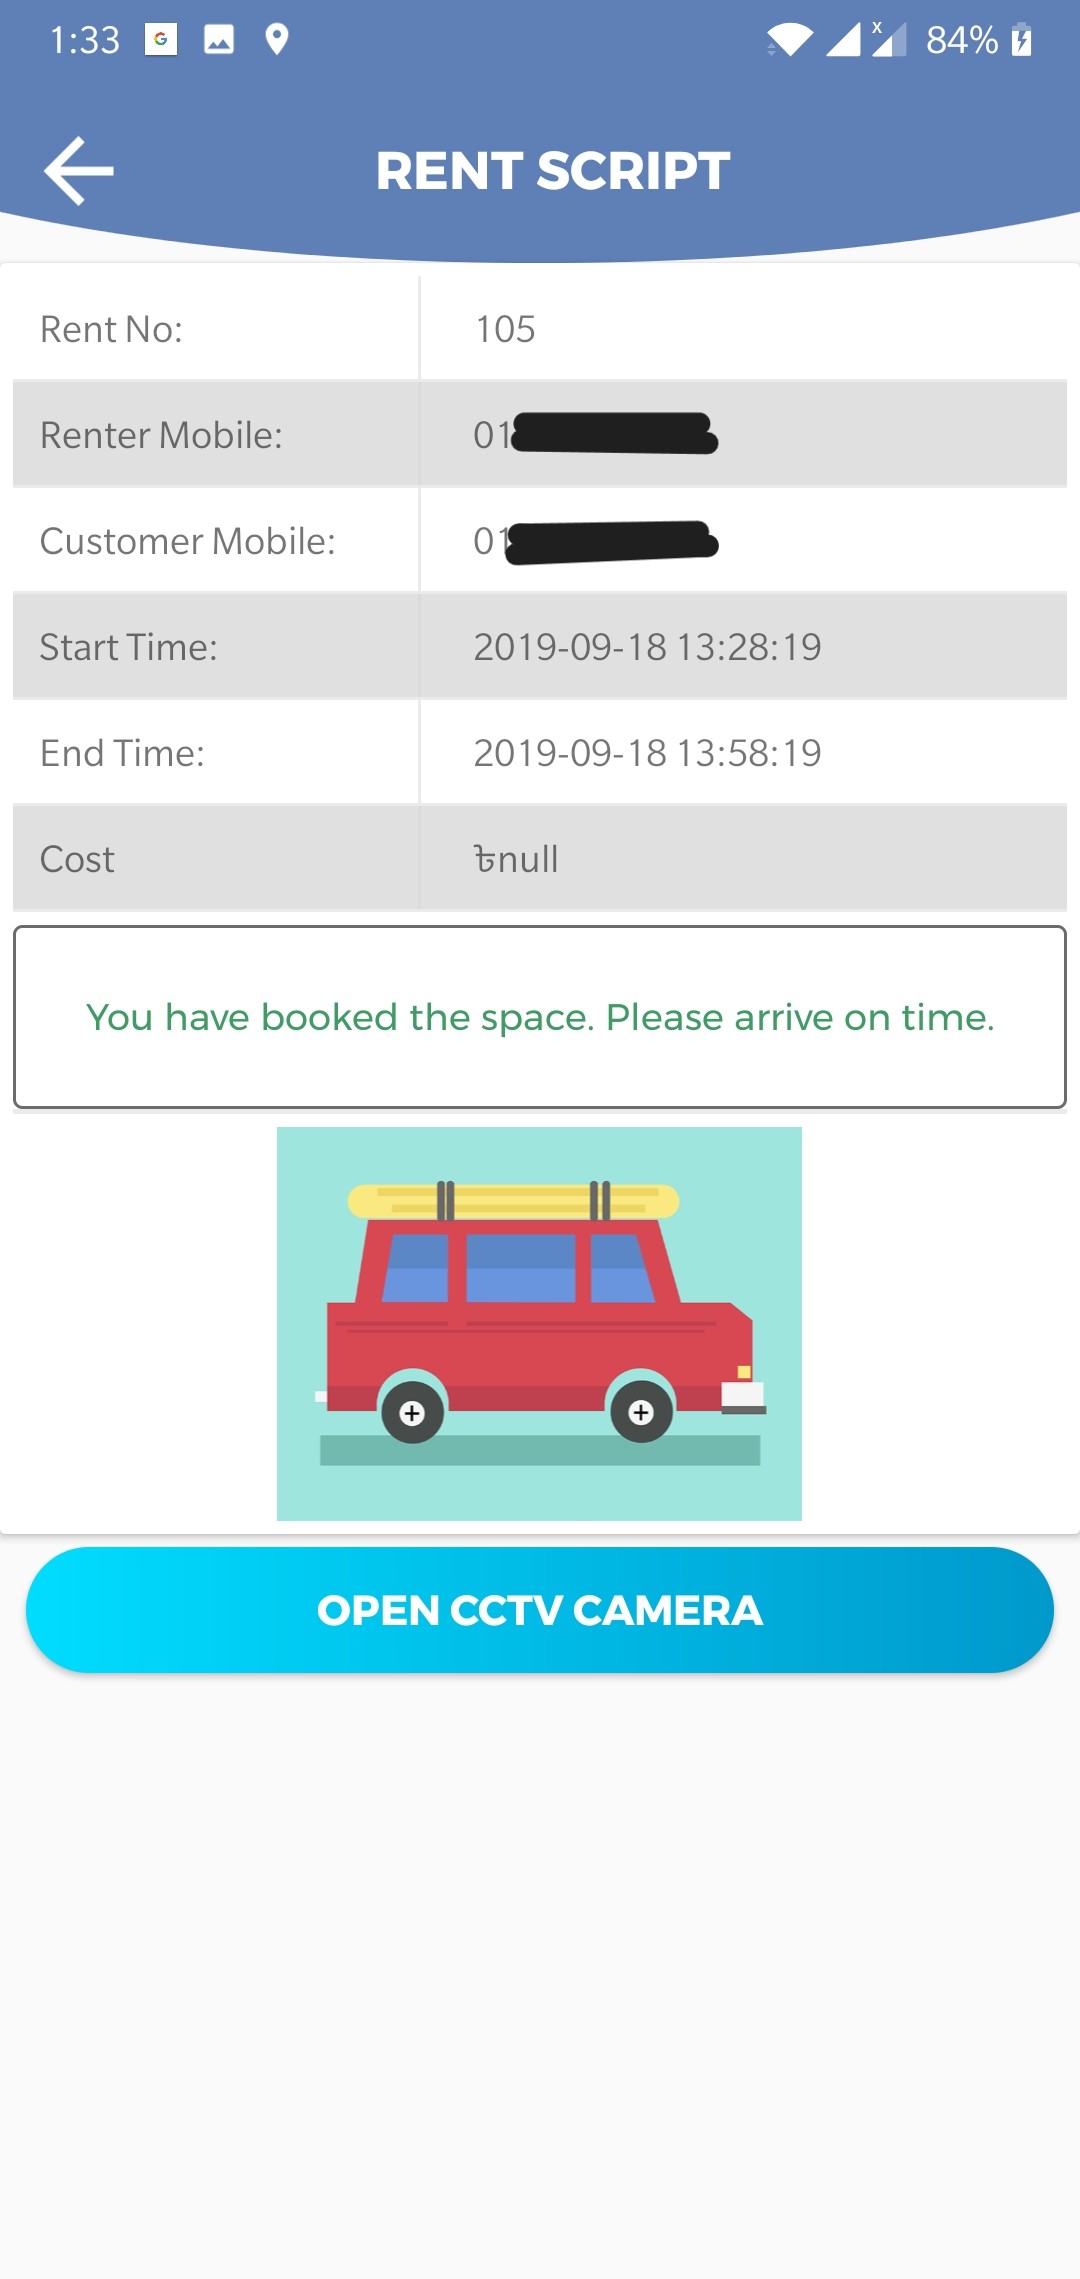 1:33 G x 84%
RENT SCRIPT
Rent No: 105
Renter Mobile: 01
Customer Mobile: 01
Start Time: 2019-09-18 13:28:19
End Time: 2019-09-18 13:58:19
Cost ৳null
You have booked the space. Please arrive on time.
OPEN CCTV CAMERA